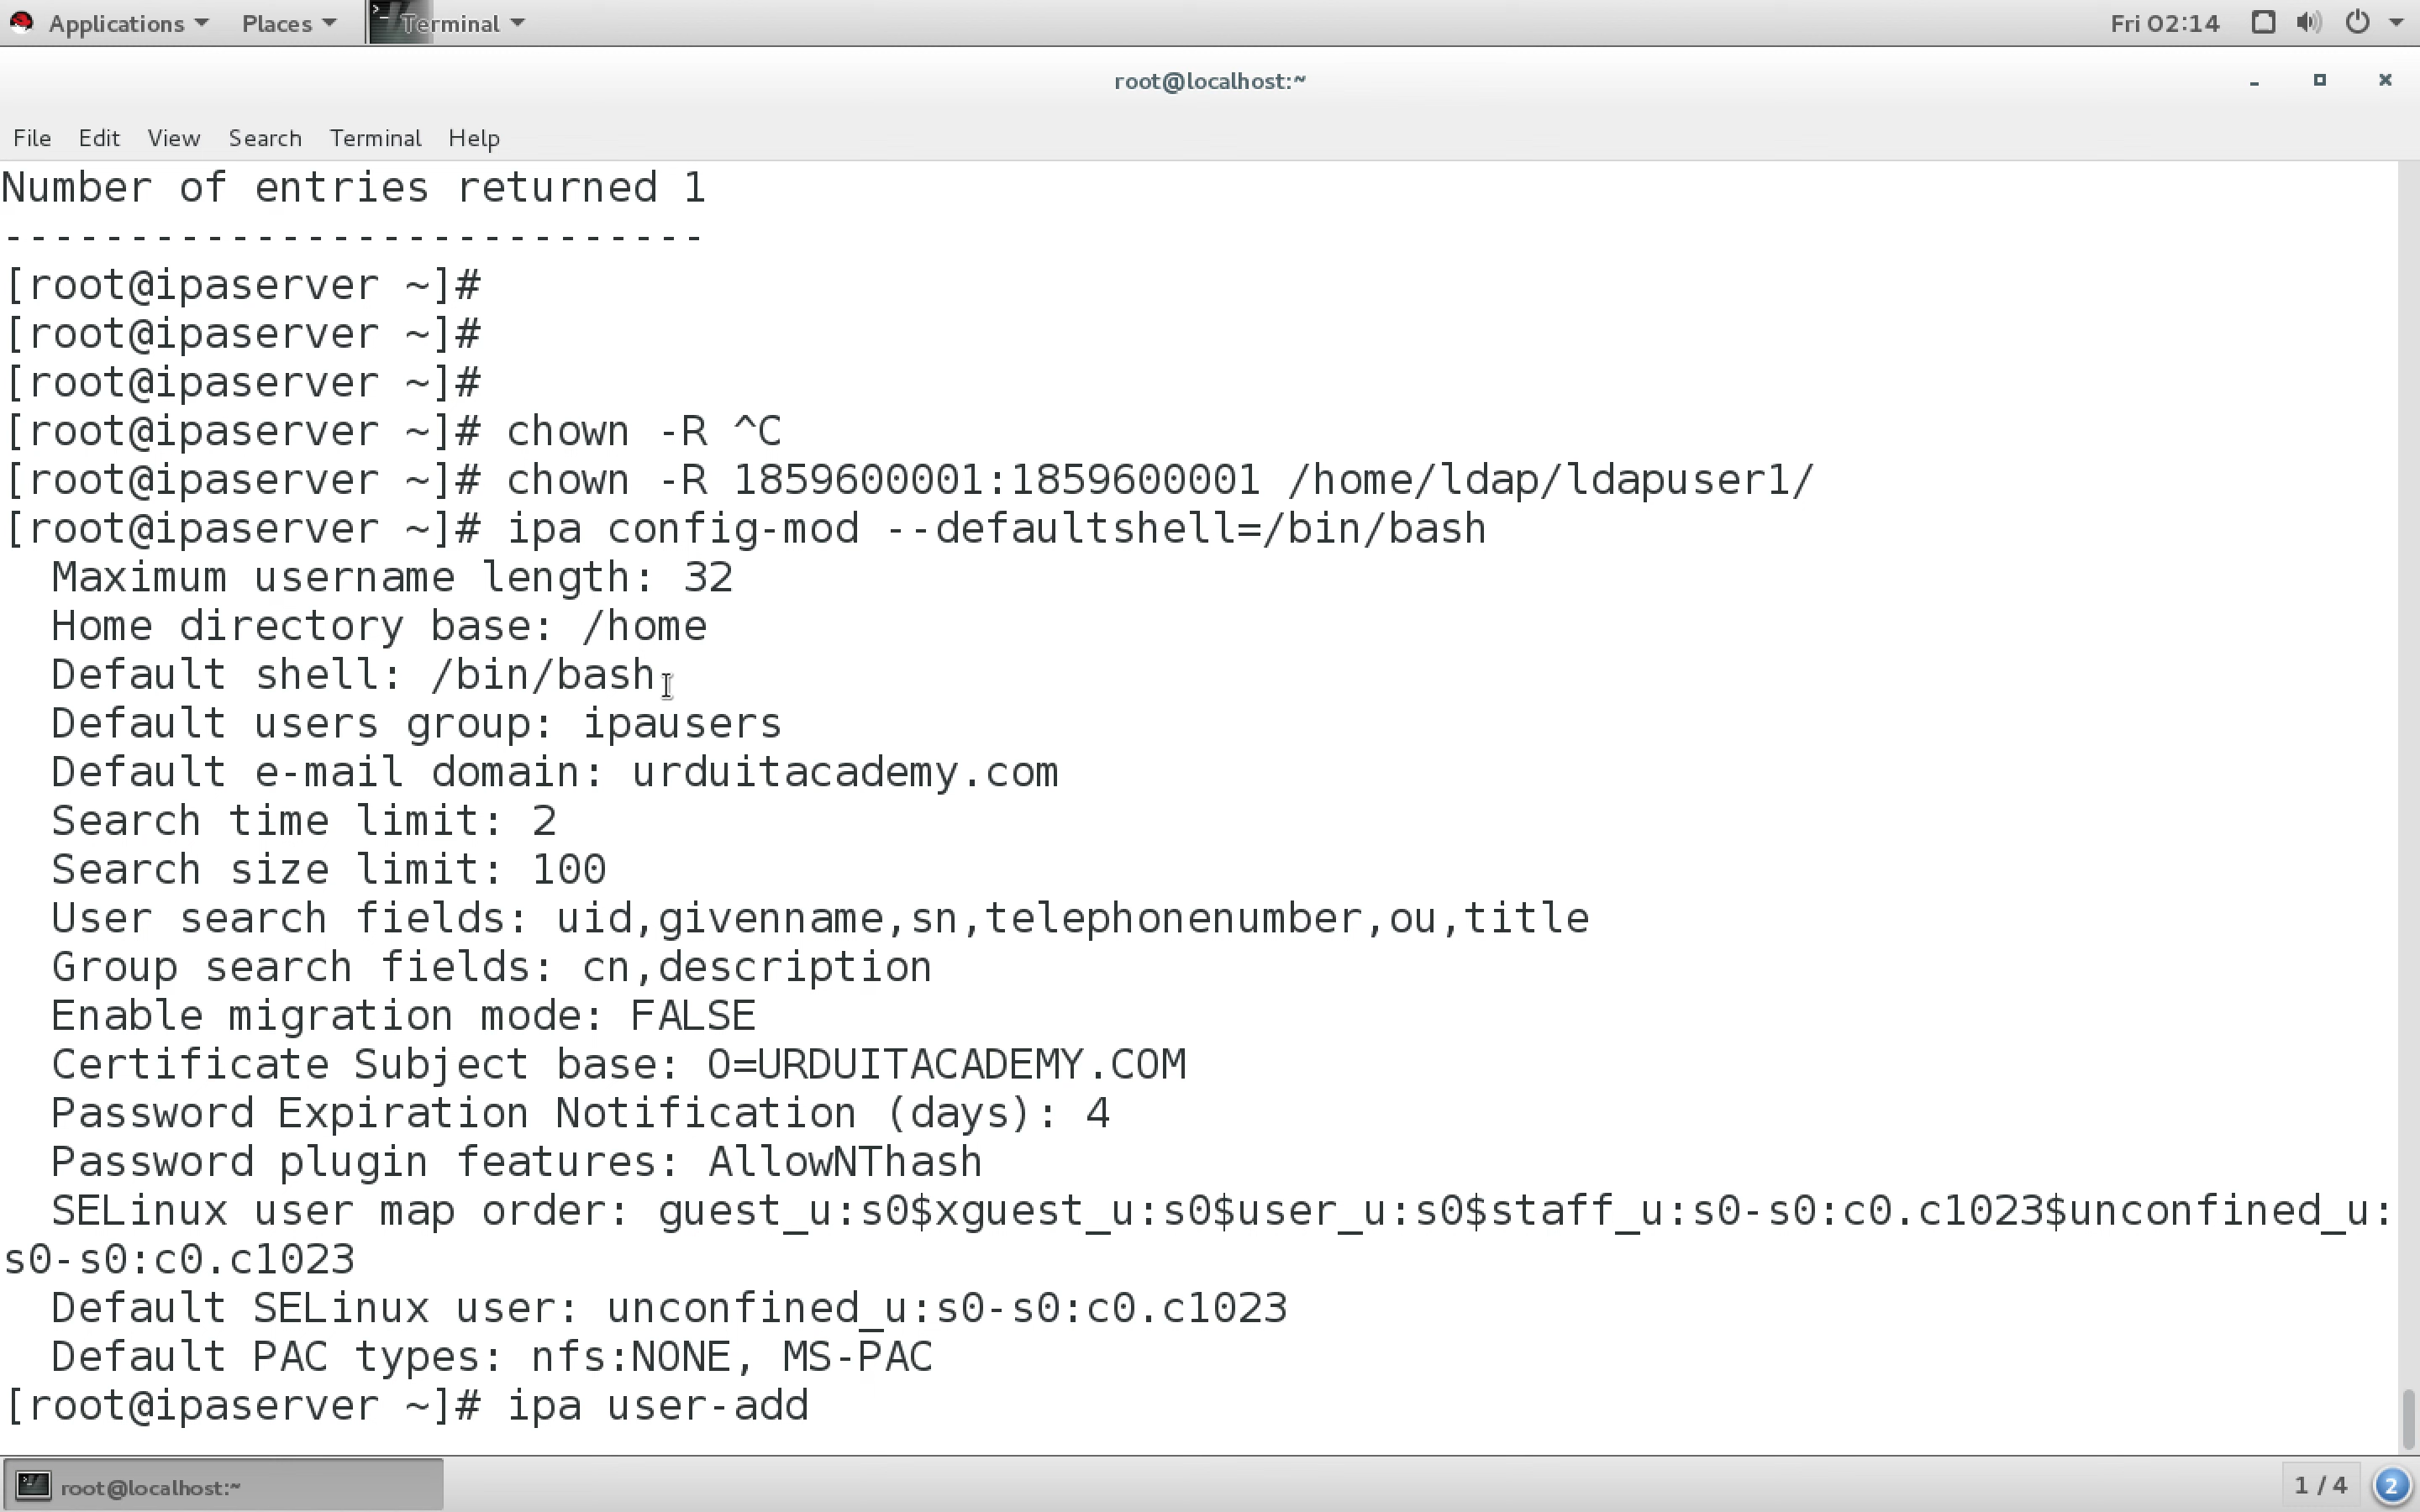 Applications Places Terminal Fri 02:14
root@localhost:~
File Edit View Search Terminal Help
Number of entries returned 1
----------------------------
[root@ipaserver ~]#
[root@ipaserver ~]#
[root@ipaserver ~]#
[root@ipaserver ~]# chown -R ^C
[root@ipaserver ~]# chown -R 1859600001:1859600001 /home/ldap/ldapuser1/
[root@ipaserver ~]# ipa config-mod --defaultshell=/bin/bash
  Maximum username length: 32
  Home directory base: /home
  Default shell: /bin/bash
  Default users group: ipausers
  Default e-mail domain: urduitacademy.com
  Search time limit: 2
  Search size limit: 100
  User search fields: uid,givenname,sn,telephonenumber,ou,title
  Group search fields: cn,description
  Enable migration mode: FALSE
  Certificate Subject base: O=URDUITACADEMY.COM
  Password Expiration Notification (days): 4
  Password plugin features: AllowNThash
  SELinux user map order: guest_u:s0$xguest_u:s0$user_u:s0$staff_u:s0-s0:c0.c1023$unconfined_u:
s0-s0:c0.c1023
  Default SELinux user: unconfined_u:s0-s0:c0.c1023
  Default PAC types: nfs:NONE, MS-PAC
[root@ipaserver ~]# ipa user-add
root@localhost:~ 1 / 4 2